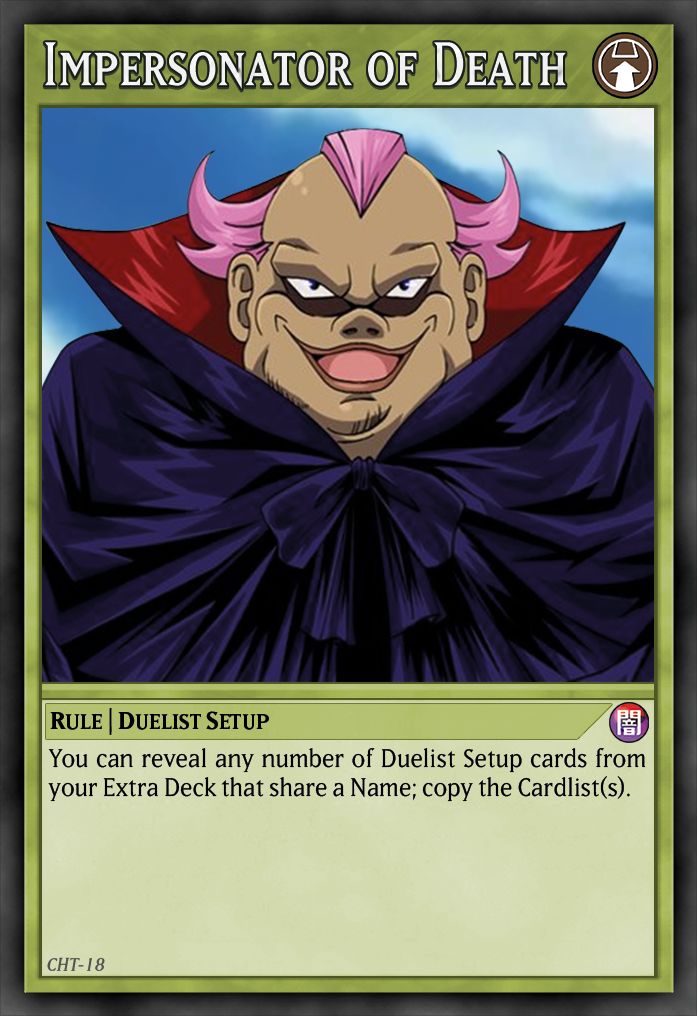 Impersonator of Death
Rule | Duelist Setup
闇
You can reveal any number of Duelist Setup cards from
your Extra Deck that share a Name; copy the Cardlist(s).
CHT-18